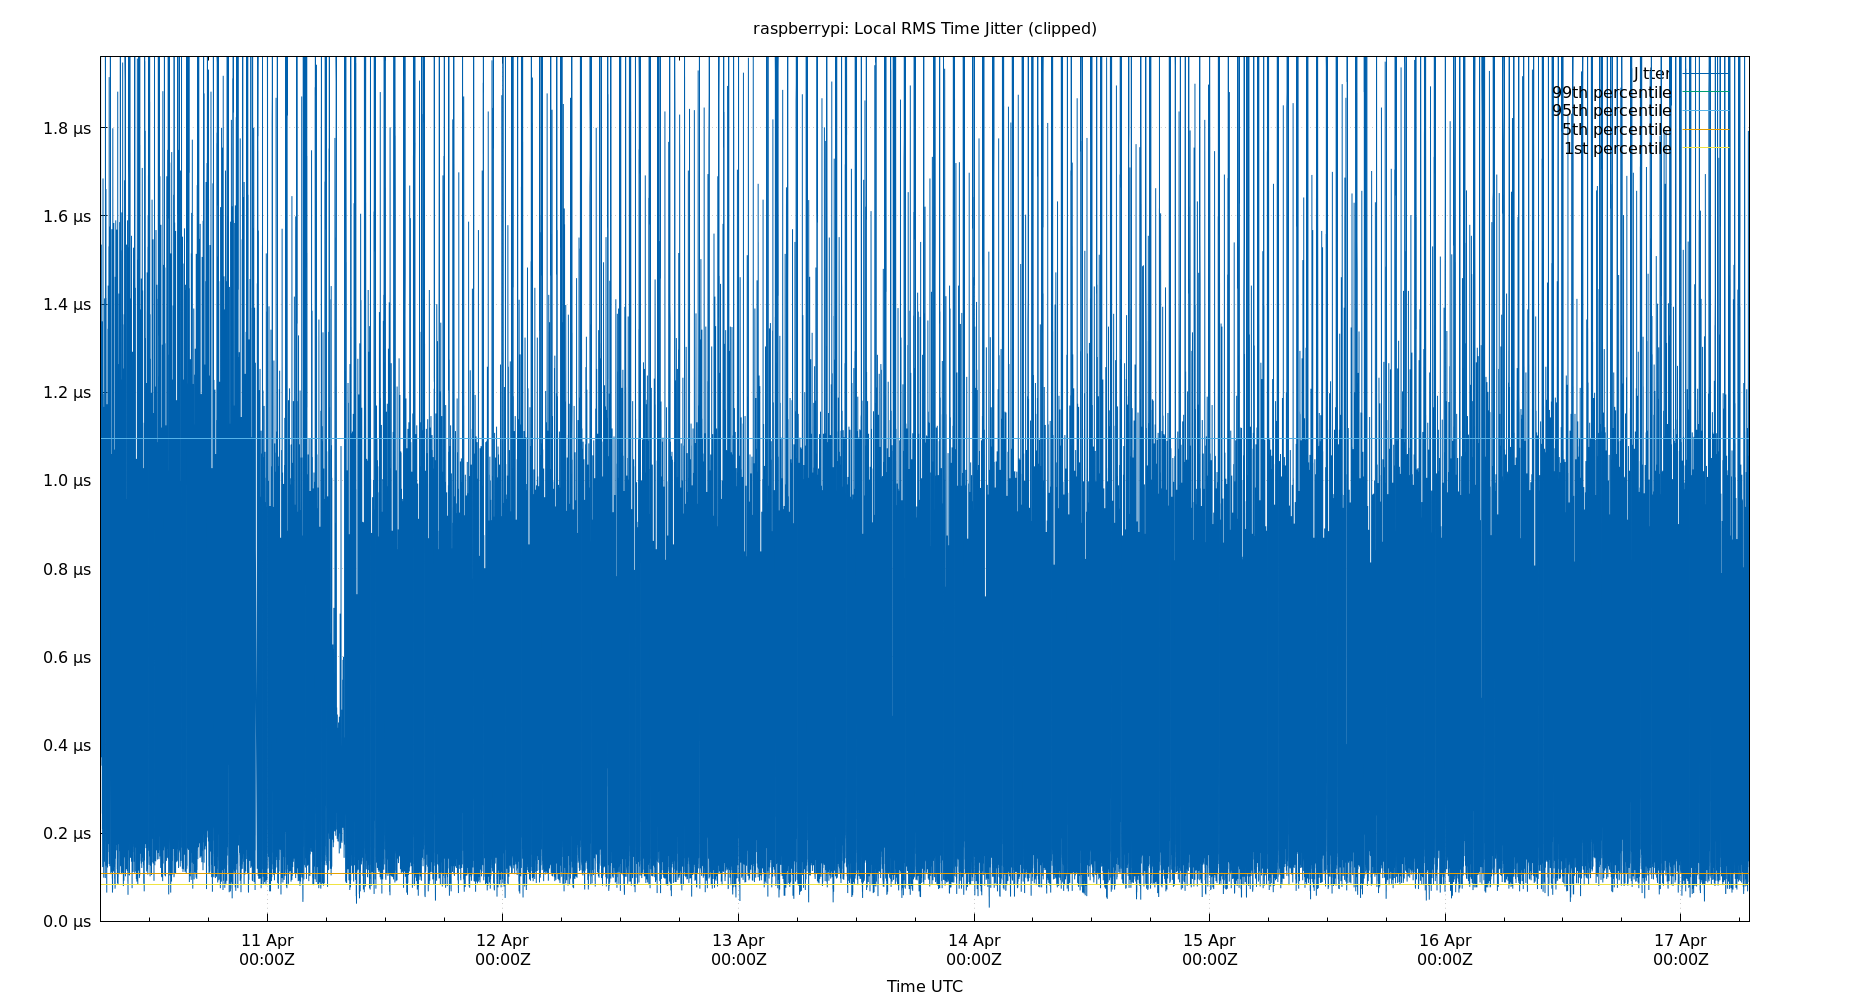 raspberrypi: Local RMS Time Jitter (clipped)
Jitter
99th percentile
95th percentile
5th percentile
1st percentile
1.8 µs
1.6 µs
1.4 µs
1.2 µs
1.0 µs
0.8 µs
0.6 µs
0.4 µs
0.2 µs
0.0 µs
11 Apr 12 Apr 13 Apr 14 Apr 15 Apr 16 Apr 17 Apr
00:00Z 00:00Z 00:00Z 00:00Z 00:00Z 00:00Z 00:00Z
Time UTC